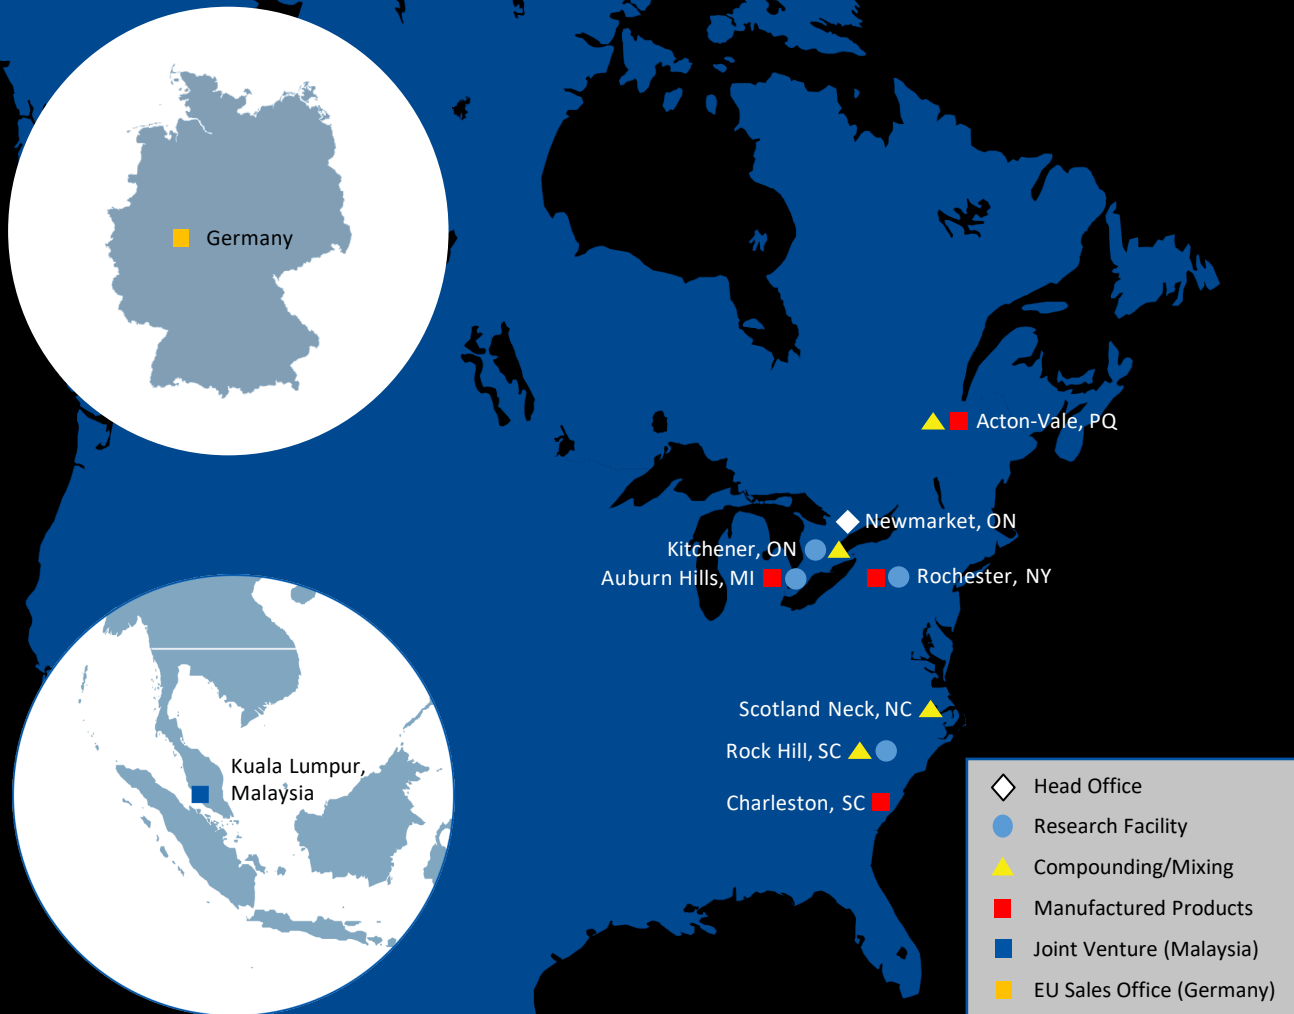 Germany
Acton-Vale, PQ
Newmarket, ON
Kitchener, ON
Auburn Hills, MI
Rochester, NY
Scotland Neck, NC
Rock Hill, SC
Charleston, SC
Kuala Lumpur,
Malaysia
Head Office
Research Facility
Compounding/Mixing
Manufactured Products
Joint Venture (Malaysia)
EU Sales Office (Germany)